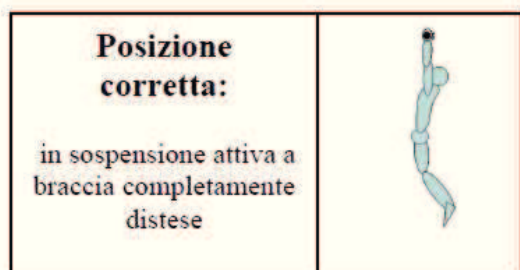 Posizione
corretta:
in sospensione attiva a
braccia completamente
distese